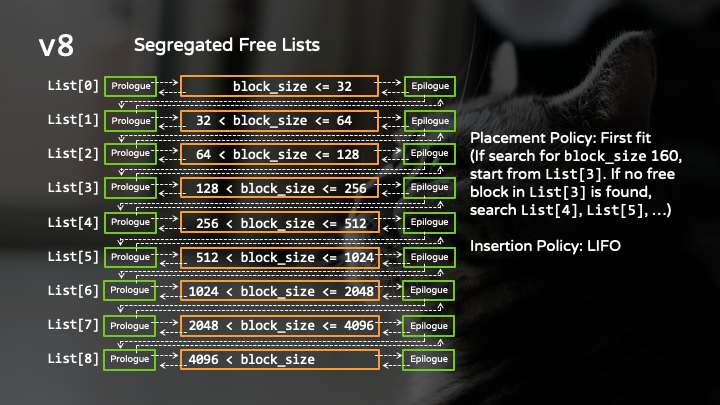 v8
Segregated Free Lists
List[0] Prologue block_size <= 32 Epilogue
List[1] Prologue 32 < block_size <= 64 Epilogue
List[2] Prologue 64 < block_size <= 128 Epilogue
List[3] Prologue 128 < block_size <= 256 Epilogue
List[4] Prologue 256 < block_size <= 512 Epilogue
List[5] Prologue 512 < block_size <= 1024 Epilogue
List[6] Prologue 1024 < block_size <= 2048 Epilogue
List[7] Prologue 2048 < block_size <= 4096 Epilogue
List[8] Prologue 4096 < block_size Epilogue
Placement Policy: First fit
(If search for block_size 160,
start from List[3]. If no free
block in List[3] is found,
search List[4], List[5], ...)
Insertion Policy: LIFO